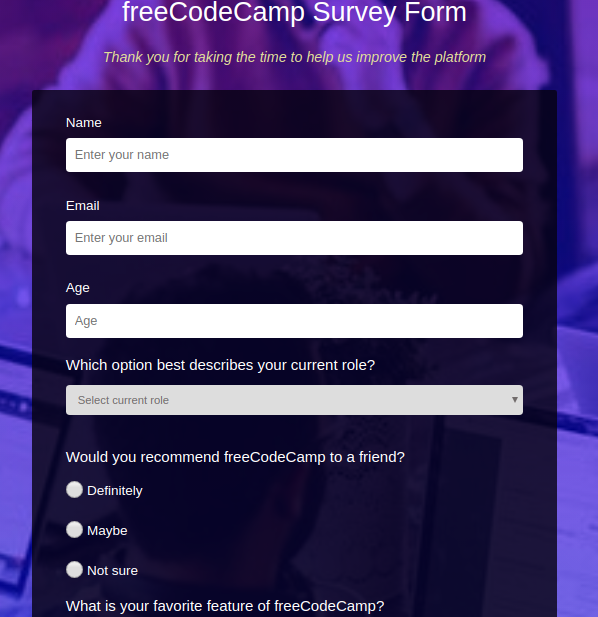 freeCodeCamp Survey Form
Thank you for taking the time to help us improve the platform
Name
Enter your name
Email
Enter your email
Age
Age
Which option best describes your current role?
Select current role
Would you recommend freeCodeCamp to a friend?
Definitely
Maybe
Not sure
What is your favorite feature of freeCodeCamp?